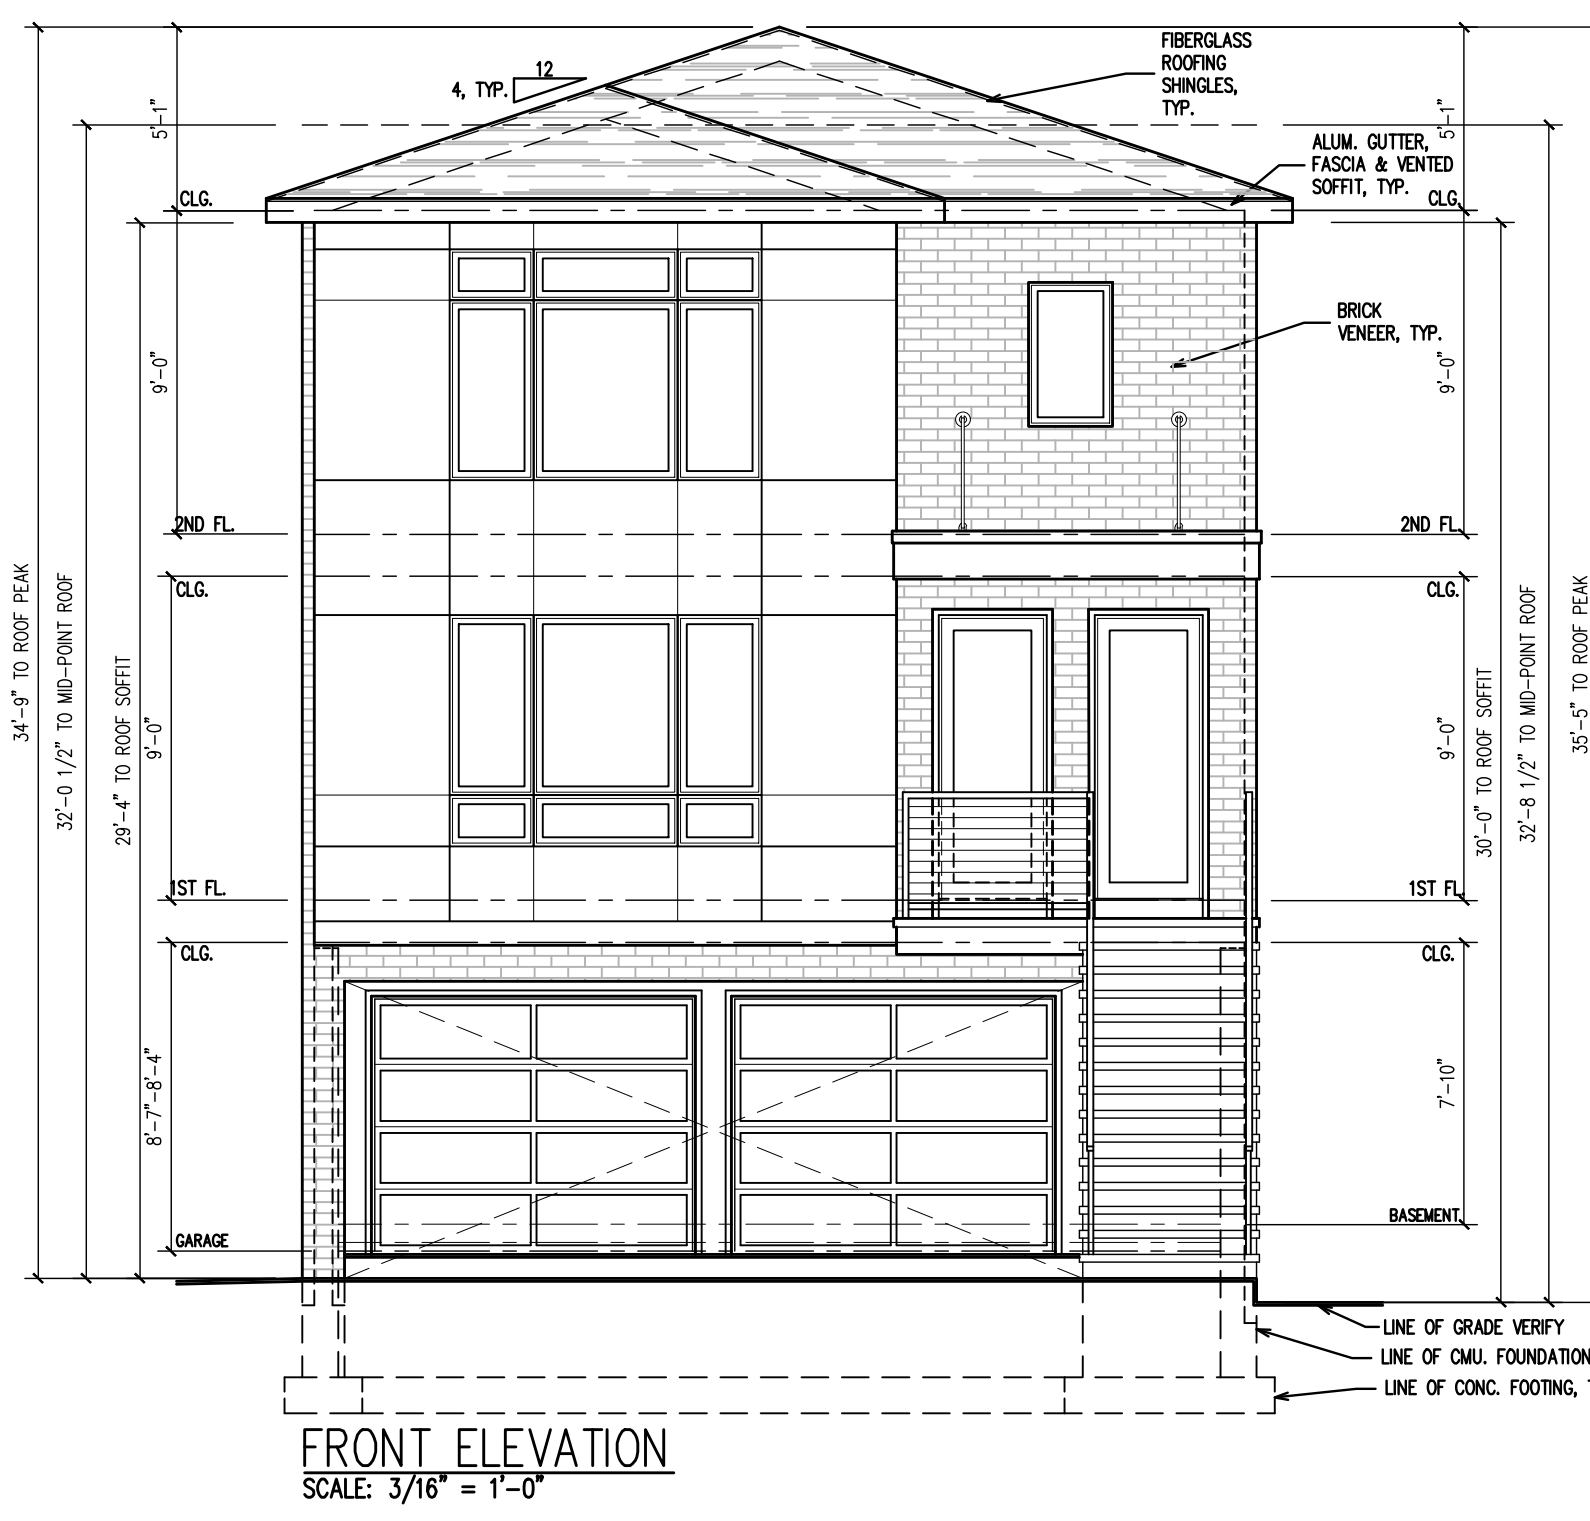 FIBERGLASS
ROOFING
SHINGLES,
TYP.
12
4, TYP.
5'-1"
5'-1"
ALUM. GUTTER,
FASCIA & VENTED
SOFFIT, TYP.
CLG.
CLG.
BRICK
VENEER, TYP.
9'-0"
9'-0"
2ND FL.
2ND FL.
CLG.
CLG.
34'-9" TO ROOF PEAK
32'-0 1/2" TO MID-POINT ROOF
29'-4" TO ROOF SOFFIT
9'-0"
9'-0"
30'-0" TO ROOF SOFFIT
32'-8 1/2" TO MID-POINT ROOF
35'-5" TO ROOF PEAK
1ST FL.
1ST FL.
CLG.
CLG.
8'-7"-8'-4"
7'-10"
GARAGE
BASEMENT
LINE OF GRADE VERIFY
LINE OF CMU. FOUNDATION
LINE OF CONC. FOOTING,
FRONT ELEVATION
SCALE: 3/16" = 1'-0"